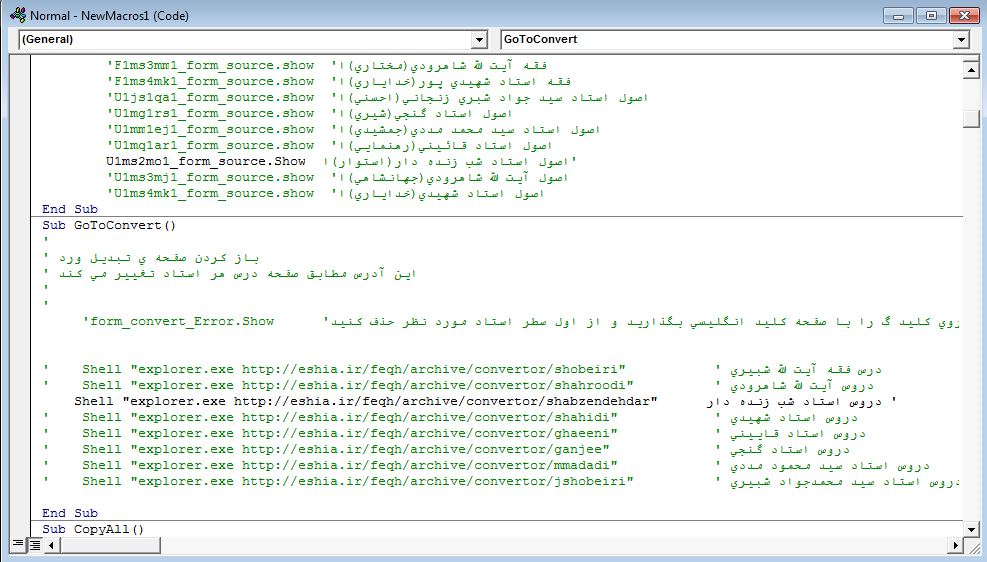 Normal - NewMacros1 (Code)
(General) GoToConvert
'F1ms3mm1_form_source.show 'فقه آيت الله شاهرودي(مختاري)ا
'F1ms4mk1_form_source.show 'فقه استاد شهيدي پور(خداياري)ا
'U1js1qa1_form_source.show 'اصول استاد سيد جواد شبري زنجاني(احسني)ا
'U1mg1rs1_form_source.show 'اصول استاد گنجي(شيري)ا
'U1mm1ej1_form_source.show 'اصول استاد سيد محمد مددي(جمشيدي)ا
'U1mq1ar1_form_source.show 'اصول استاد قائيني(رهنمايي)ا
U1ms2mo1_form_source.Show 'اصول استاد شب زنده دار(استوار)ا
'U1ms3mj1_form_source.show 'اصول آيت الله شاهرودي(جهانشاهي)ا
'U1ms4mk1_form_source.show 'اصول استاد شهيدي(خداياري)ا
End Sub
Sub GoToConvert()
'
' باز کردن صفحه ي تبديل ورد
' اين آدرس مطابق صفحه درس هر استاد تغيير مي کند
'
'
'form_convert_Error.Show 'روي کليد گ را با صفحه کليد انگليسي بگذاريد و از اول سطر استاد مورد نظر حذف کنيد
' Shell "explorer.exe http://eshia.ir/feqh/archive/convertor/shobeiri" ' درس فقه آيت الله شبيري
' Shell "explorer.exe http://eshia.ir/feqh/archive/convertor/shahroodi" ' دروس آيت الله شاهرودي
Shell "explorer.exe http://eshia.ir/feqh/archive/convertor/shabzendehdar" ' دروس استاد شب زنده دار
' Shell "explorer.exe http://eshia.ir/feqh/archive/convertor/shahidi" ' دروس استاد شهيدي
' Shell "explorer.exe http://eshia.ir/feqh/archive/convertor/ghaeeni" ' دروس استاد قاييني
' Shell "explorer.exe http://eshia.ir/feqh/archive/convertor/ganjee" ' دروس استاد گنجي
' Shell "explorer.exe http://eshia.ir/feqh/archive/convertor/mmadadi" ' دروس استاد سيد محمود مددي
' Shell "explorer.exe http://eshia.ir/feqh/archive/convertor/jshobeiri" ' دروس استاد سيد محمدجواد شبيري
End Sub
Sub CopyAll()